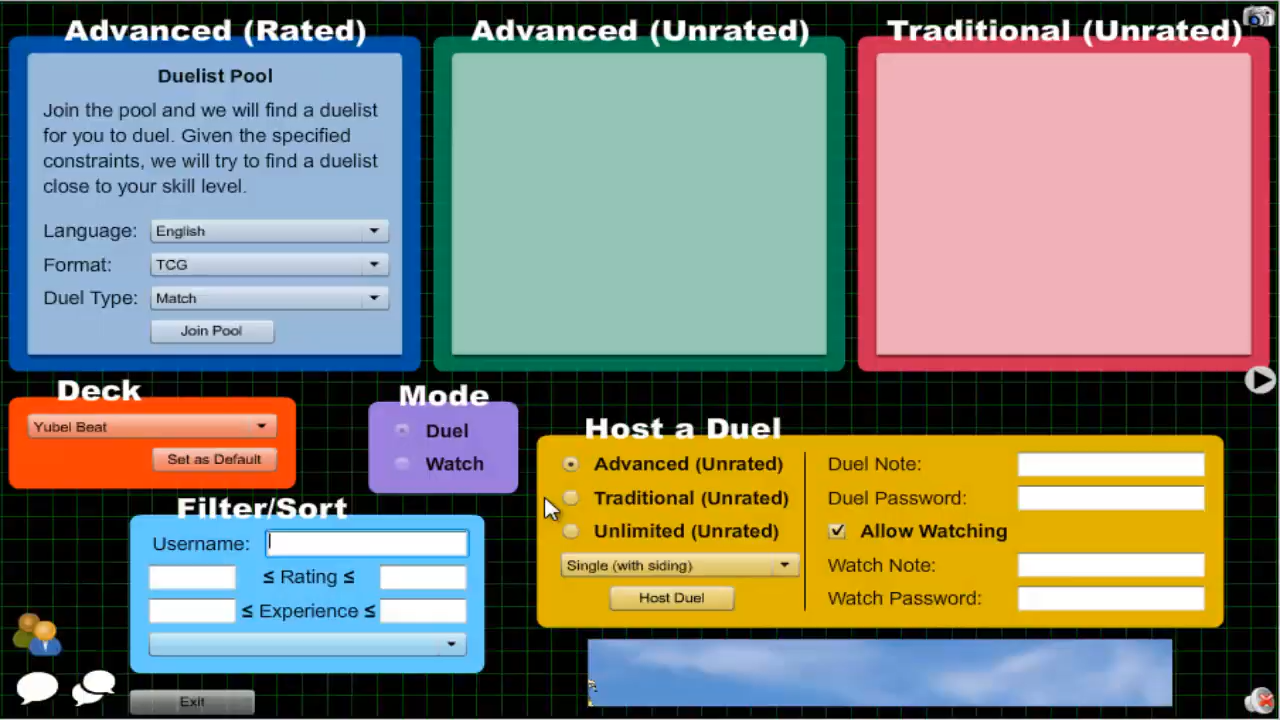 Advanced (Rated)
Duelist Pool
Join the pool and we will find a duelist
for you to duel. Given the specified
constraints, we will try to find a duelist
close to your skill level.
Language: English
Format: TCG
Duel Type: Match
Join Pool
Advanced (Unrated)
Traditional (Unrated)
Deck
Yubel Beat
Set as Default
Mode
Duel
Watch
Filter/Sort
Username:
≤ Rating ≤
≤ Experience ≤
Exit
Host a Duel
Advanced (Unrated)
Traditional (Unrated)
Unlimited (Unrated)
Single (with siding)
Host Duel
Duel Note:
Duel Password:
Allow Watching
Watch Note:
Watch Password: